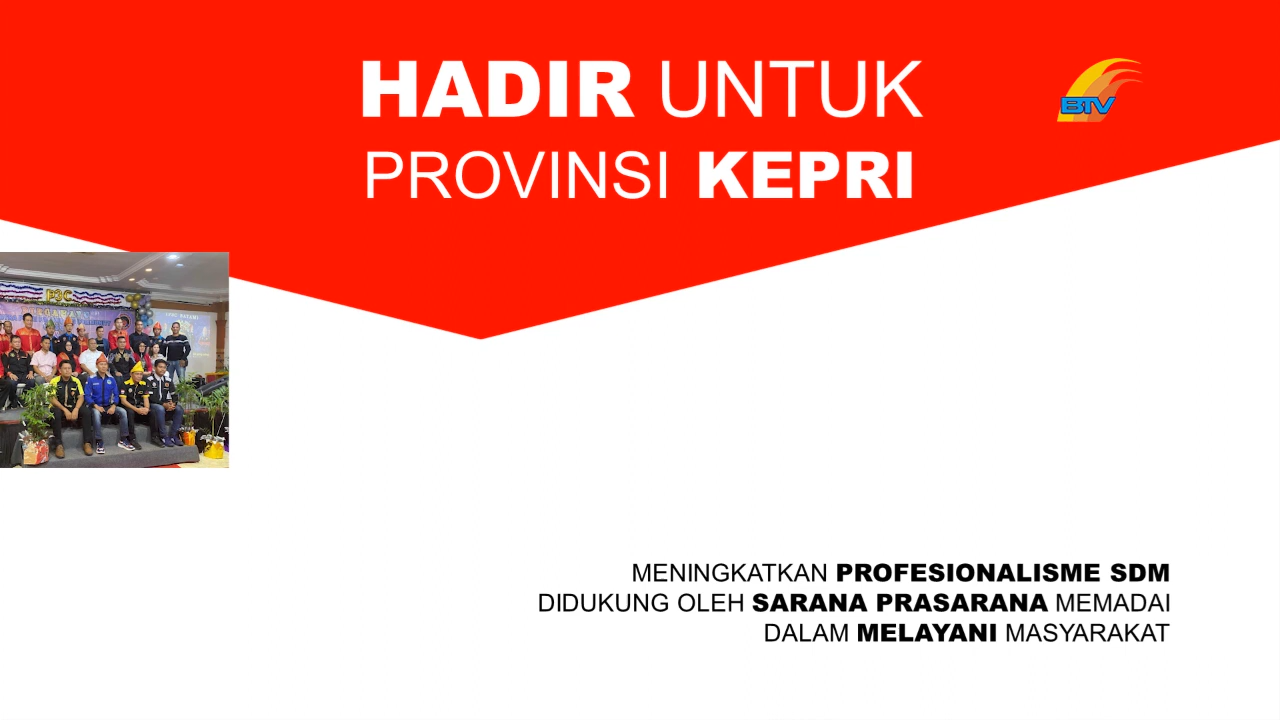 HADIR UNTUK
PROVINSI KEPRI
BTV
MENINGKATKAN PROFESIONALISME SDM
DIDUKUNG OLEH SARANA PRASARANA MEMADAI
DALAM MELAYANI MASYARAKAT